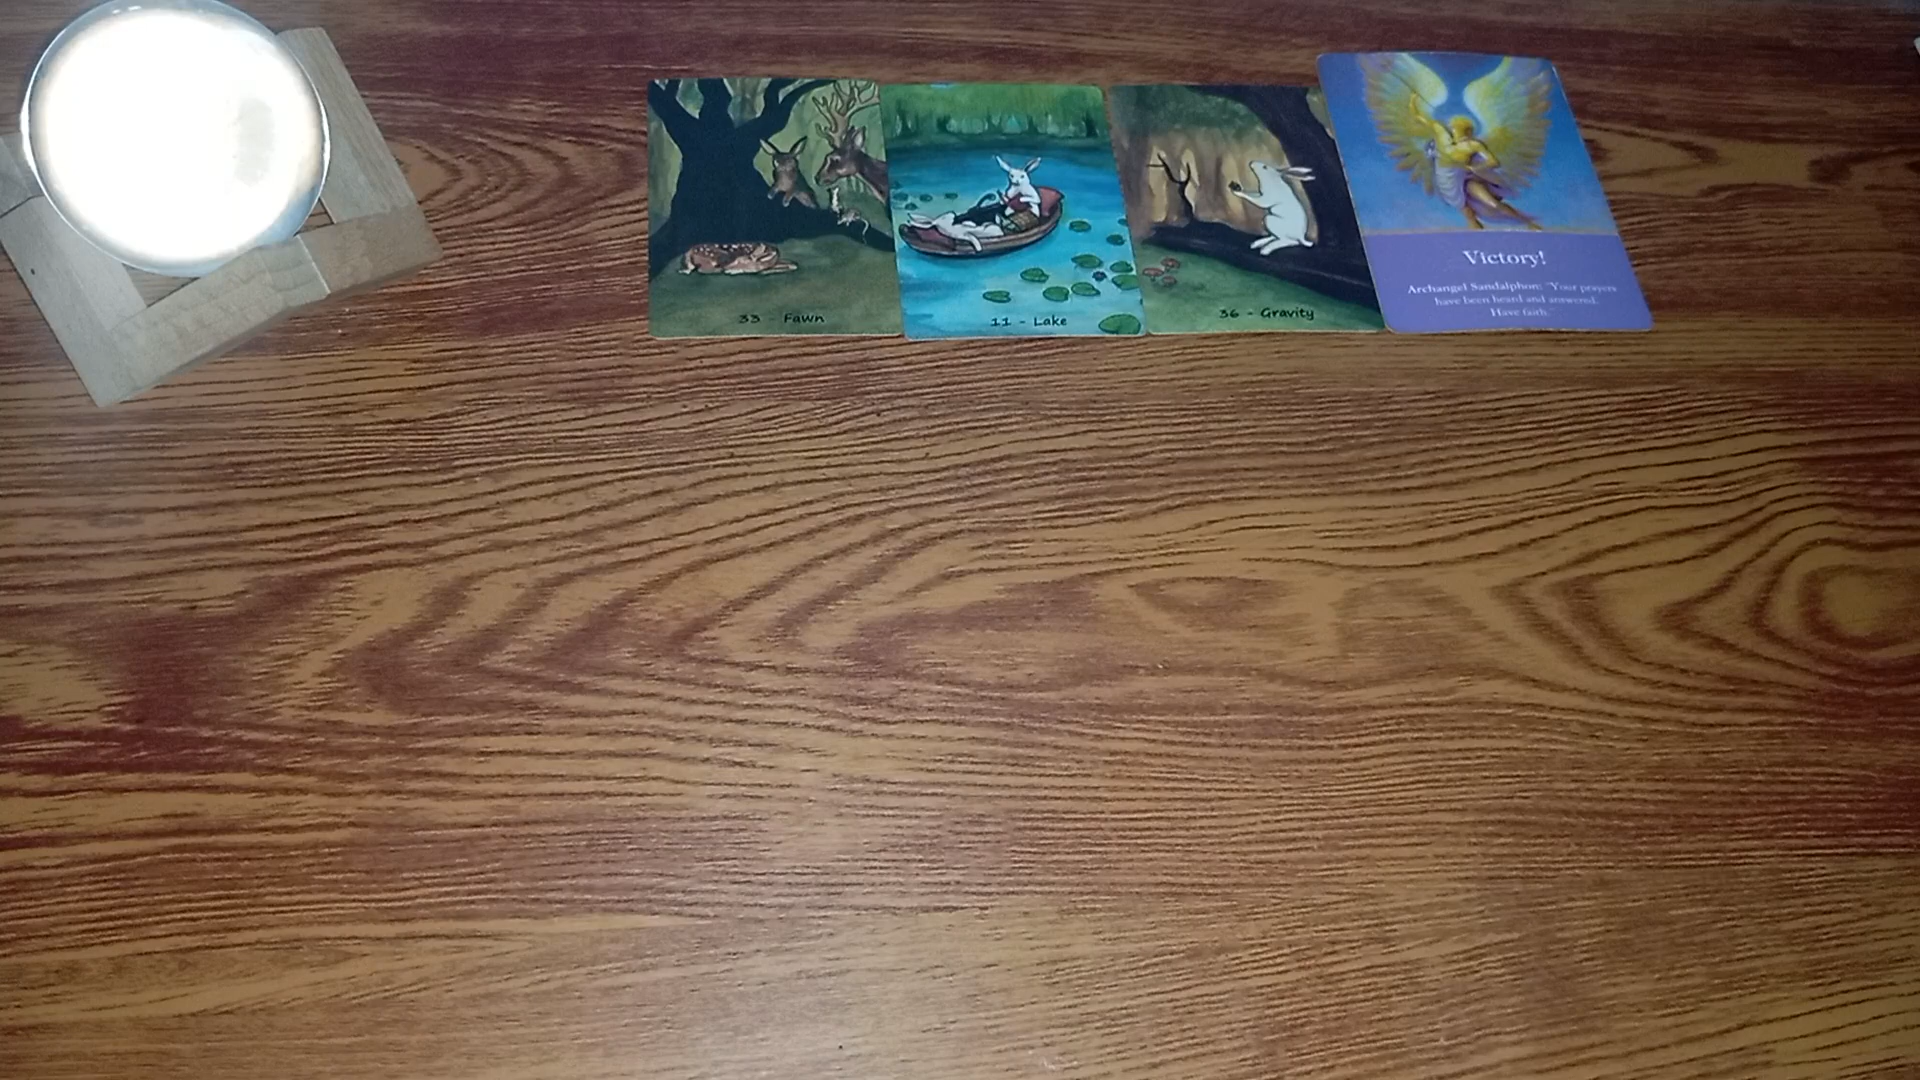 33 - Fawn
11 - Lake
36 - Gravity
Victory!
Archangel Sandalphon: "Your prayers
have been heard and answered.
Have faith."